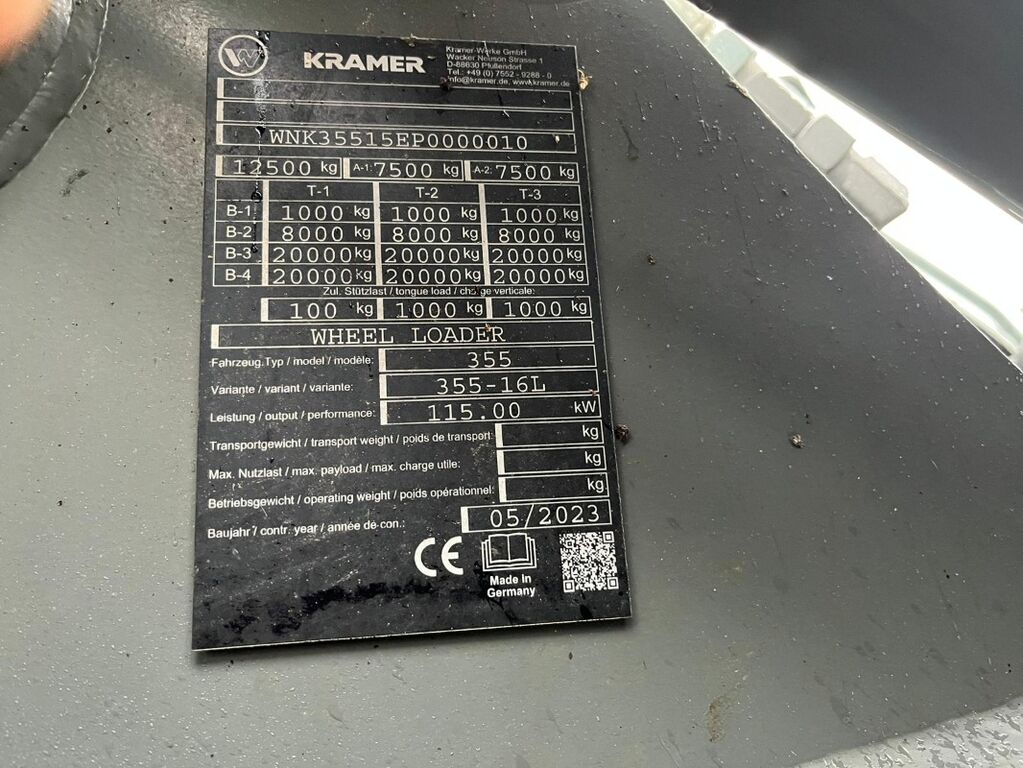 KRAMER
Kramer-Werke GmbH
Wacker Neuson Strasse 1
D-88630 Pfullendorf
Tel.: +49 (0) 7552 - 9288 - 0
info@kramer.de, www.kramer.de
WNK35515EP0000010
12500 kg A-1: 7500 kg A-2: 7500 kg
T-1 T-2 T-3
B-1 1000 kg 1000 kg 1000 kg
B-2 8000 kg 8000 kg 8000 kg
B-3 20000 kg 20000 kg 20000 kg
B-4 20000 kg 20000 kg 20000 kg
Zul. Stützlast / tongue load / charge verticale:
100 kg 1000 kg 1000 kg
WHEEL LOADER
Fahrzeug.Typ / model / modèle: 355
Variante / variant / variante: 355-16L
Leistung / output / performance: 115.00 kW
Transportgewicht / transport weight / poids de transport: kg
Max. Nutzlast / max. payload / max. charge utile: kg
Betriebsgewicht / operating weight / poids opérationnel: kg
Baujahr / contr. year / année de con.: 05/2023
CE
Made in
Germany